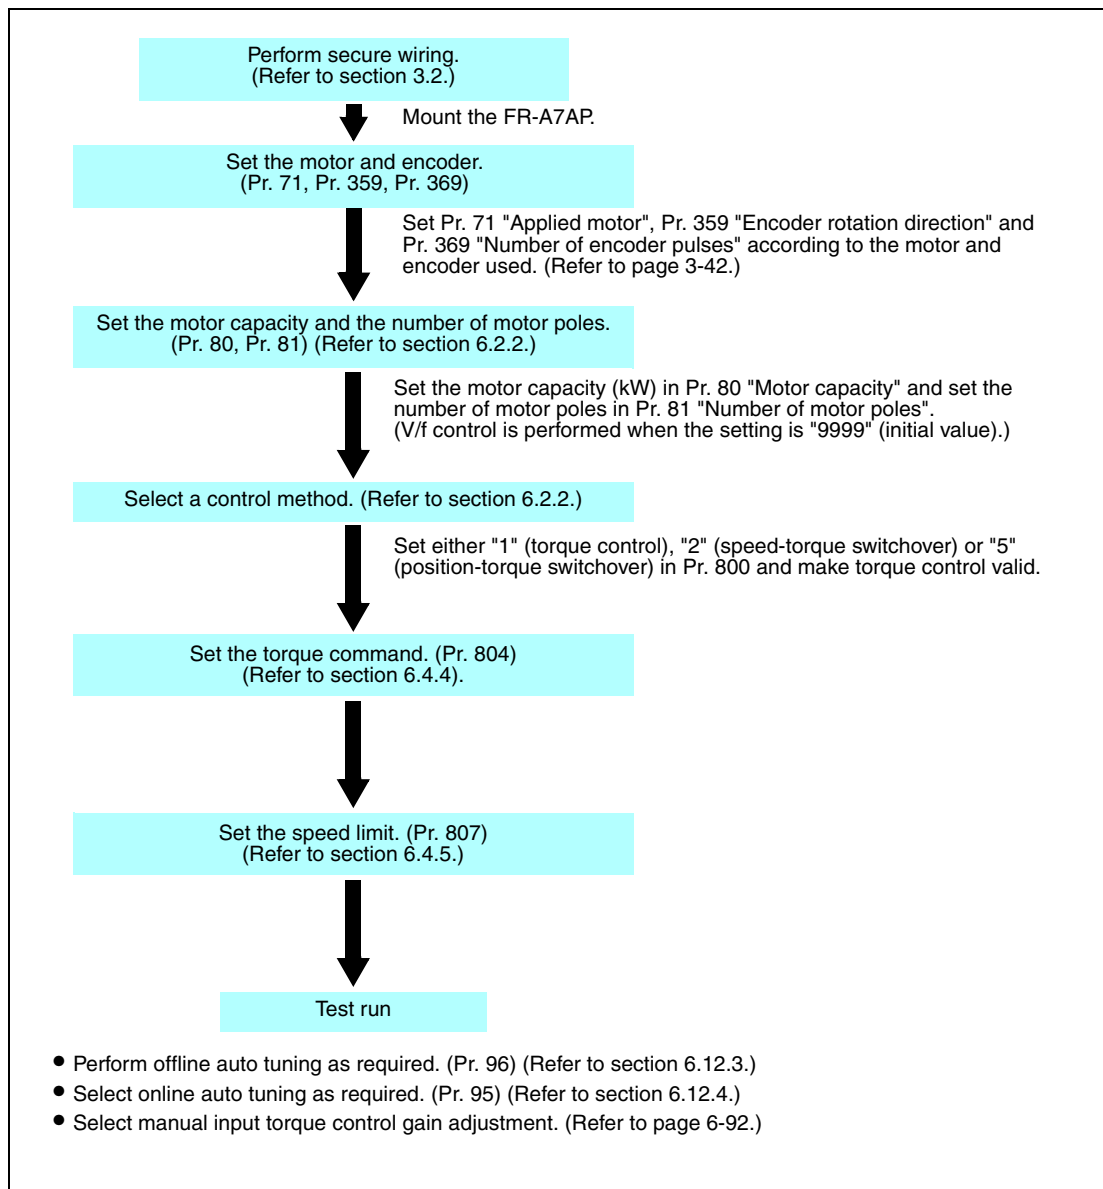 Perform secure wiring.
(Refer to section 3.2.)
Mount the FR-A7AP.
Set the motor and encoder.
(Pr. 71, Pr. 359, Pr. 369)
Set Pr. 71 "Applied motor", Pr. 359 "Encoder rotation direction" and
Pr. 369 "Number of encoder pulses" according to the motor and
encoder used. (Refer to page 3-42.)
Set the motor capacity and the number of motor poles.
(Pr. 80, Pr. 81) (Refer to section 6.2.2.)
Set the motor capacity (kW) in Pr. 80 "Motor capacity" and set the
number of motor poles in Pr. 81 "Number of motor poles".
(V/f control is performed when the setting is "9999" (initial value).)
Select a control method. (Refer to section 6.2.2.)
Set either "1" (torque control), "2" (speed-torque switchover) or "5"
(position-torque switchover) in Pr. 800 and make torque control valid.
Set the torque command. (Pr. 804)
(Refer to section 6.4.4).
Set the speed limit. (Pr. 807)
(Refer to section 6.4.5.)
Test run
● Perform offline auto tuning as required. (Pr. 96) (Refer to section 6.12.3.)
● Select online auto tuning as required. (Pr. 95) (Refer to section 6.12.4.)
● Select manual input torque control gain adjustment. (Refer to page 6-92.)